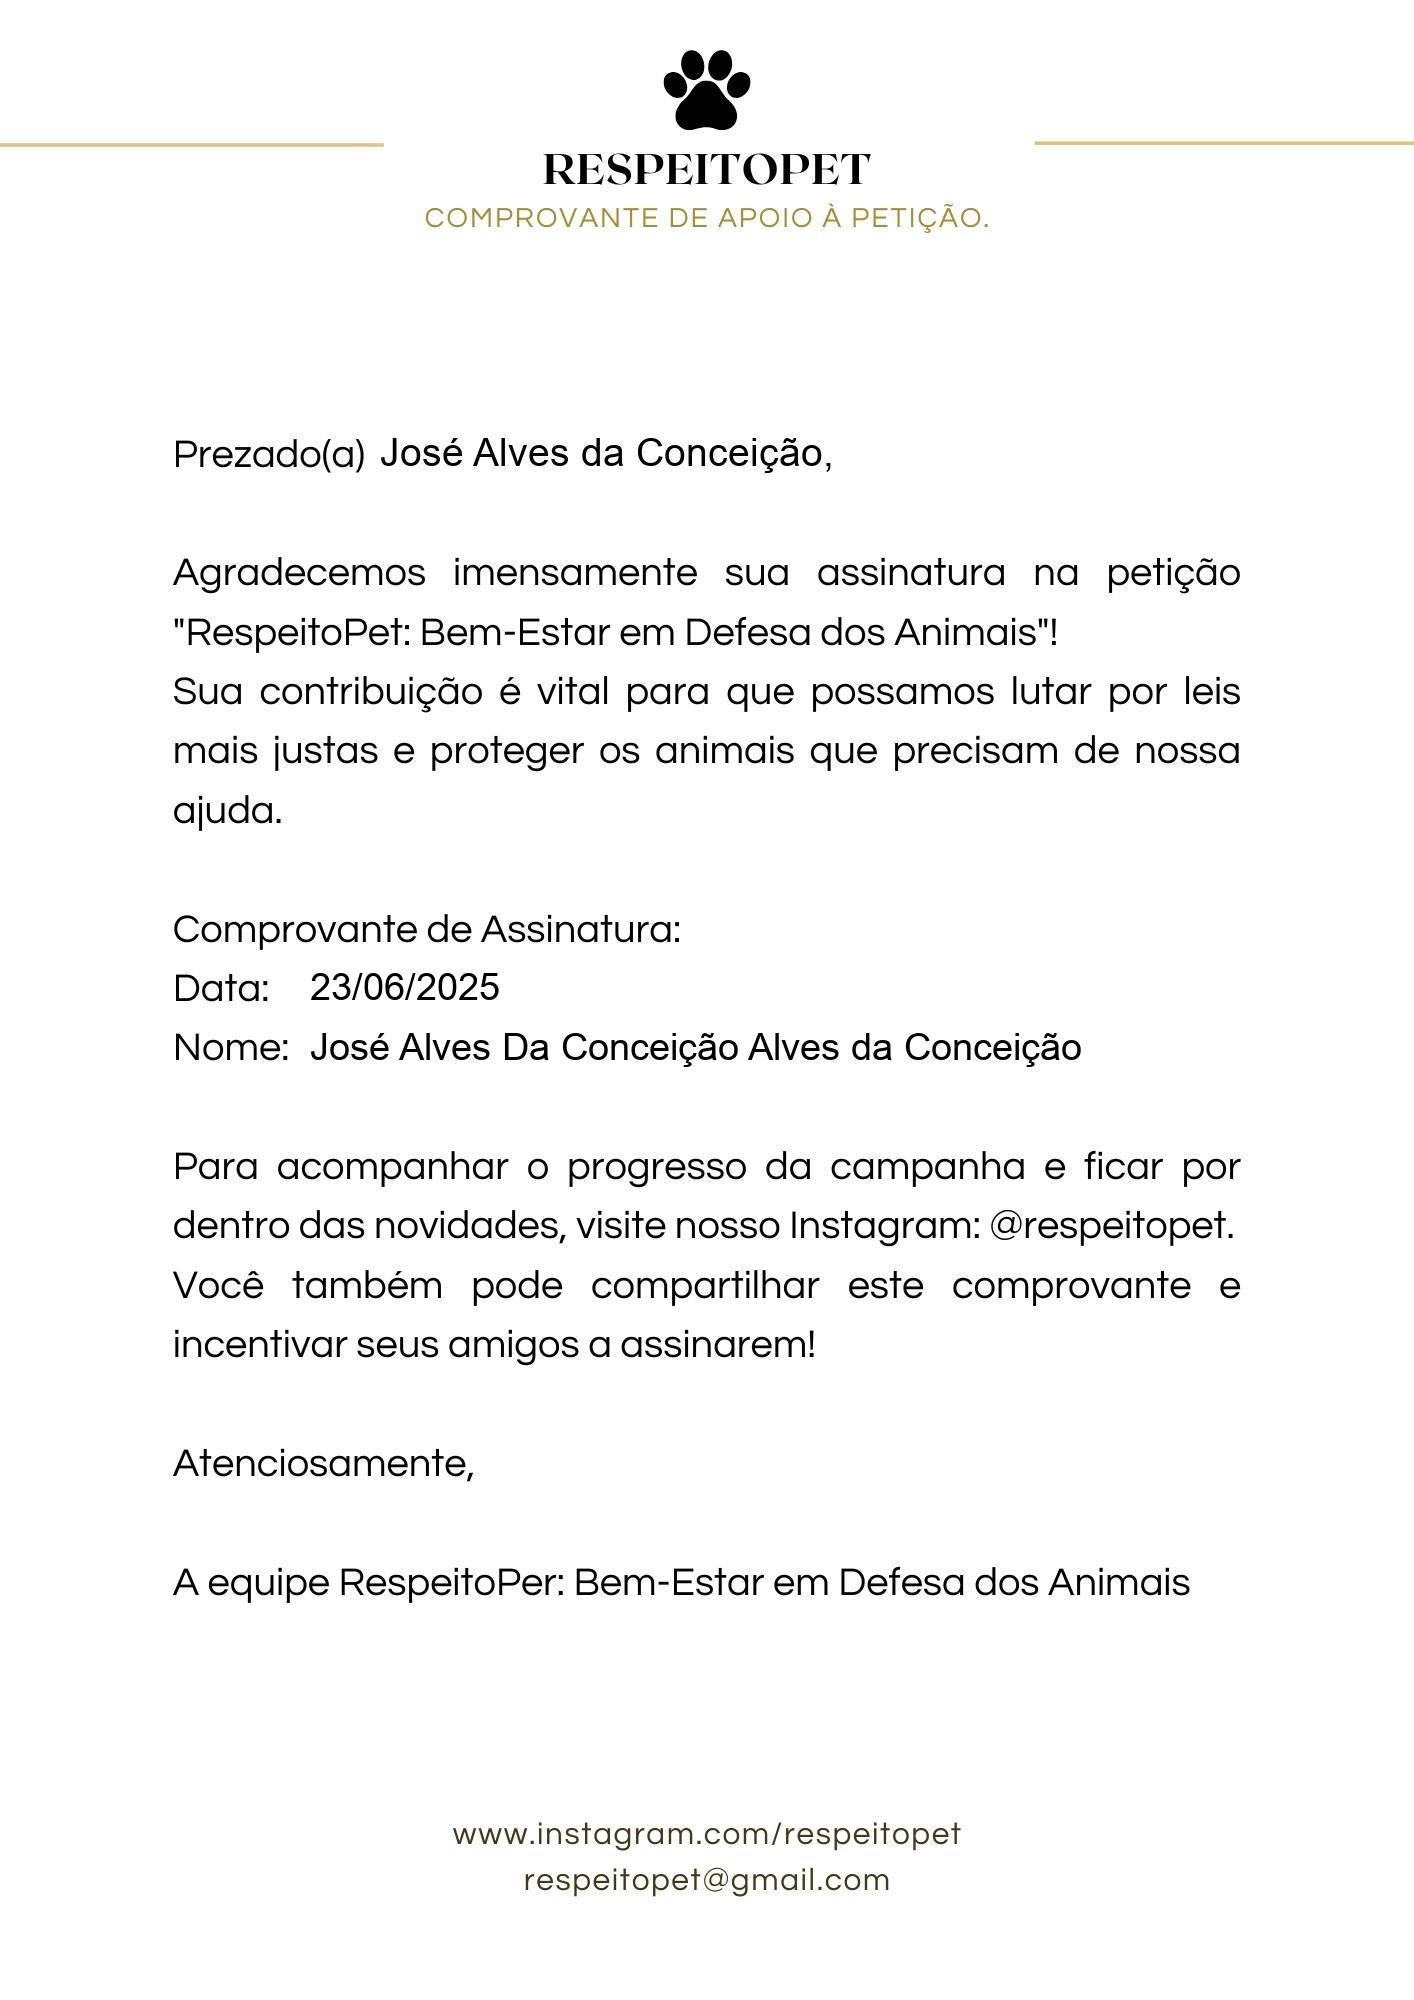 RESPEITOPET
COMPROVANTE DE APOIO À PETIÇÃO.
Prezado(a) José Alves da Conceição,
Agradecemos imensamente sua assinatura na petição
"RespeitoPet: Bem-Estar em Defesa dos Animais"!
Sua contribuição é vital para que possamos lutar por leis
mais justas e proteger os animais que precisam de nossa
ajuda.
Comprovante de Assinatura:
Data: 23/06/2025
Nome: José Alves Da Conceição Alves da Conceição
Para acompanhar o progresso da campanha e ficar por
dentro das novidades, visite nosso Instagram: @respeitopet.
Você também pode compartilhar este comprovante e
incentivar seus amigos a assinarem!
Atenciosamente,
A equipe RespeitoPer: Bem-Estar em Defesa dos Animais
www.instagram.com/respeitopet
respeitopet@gmail.com